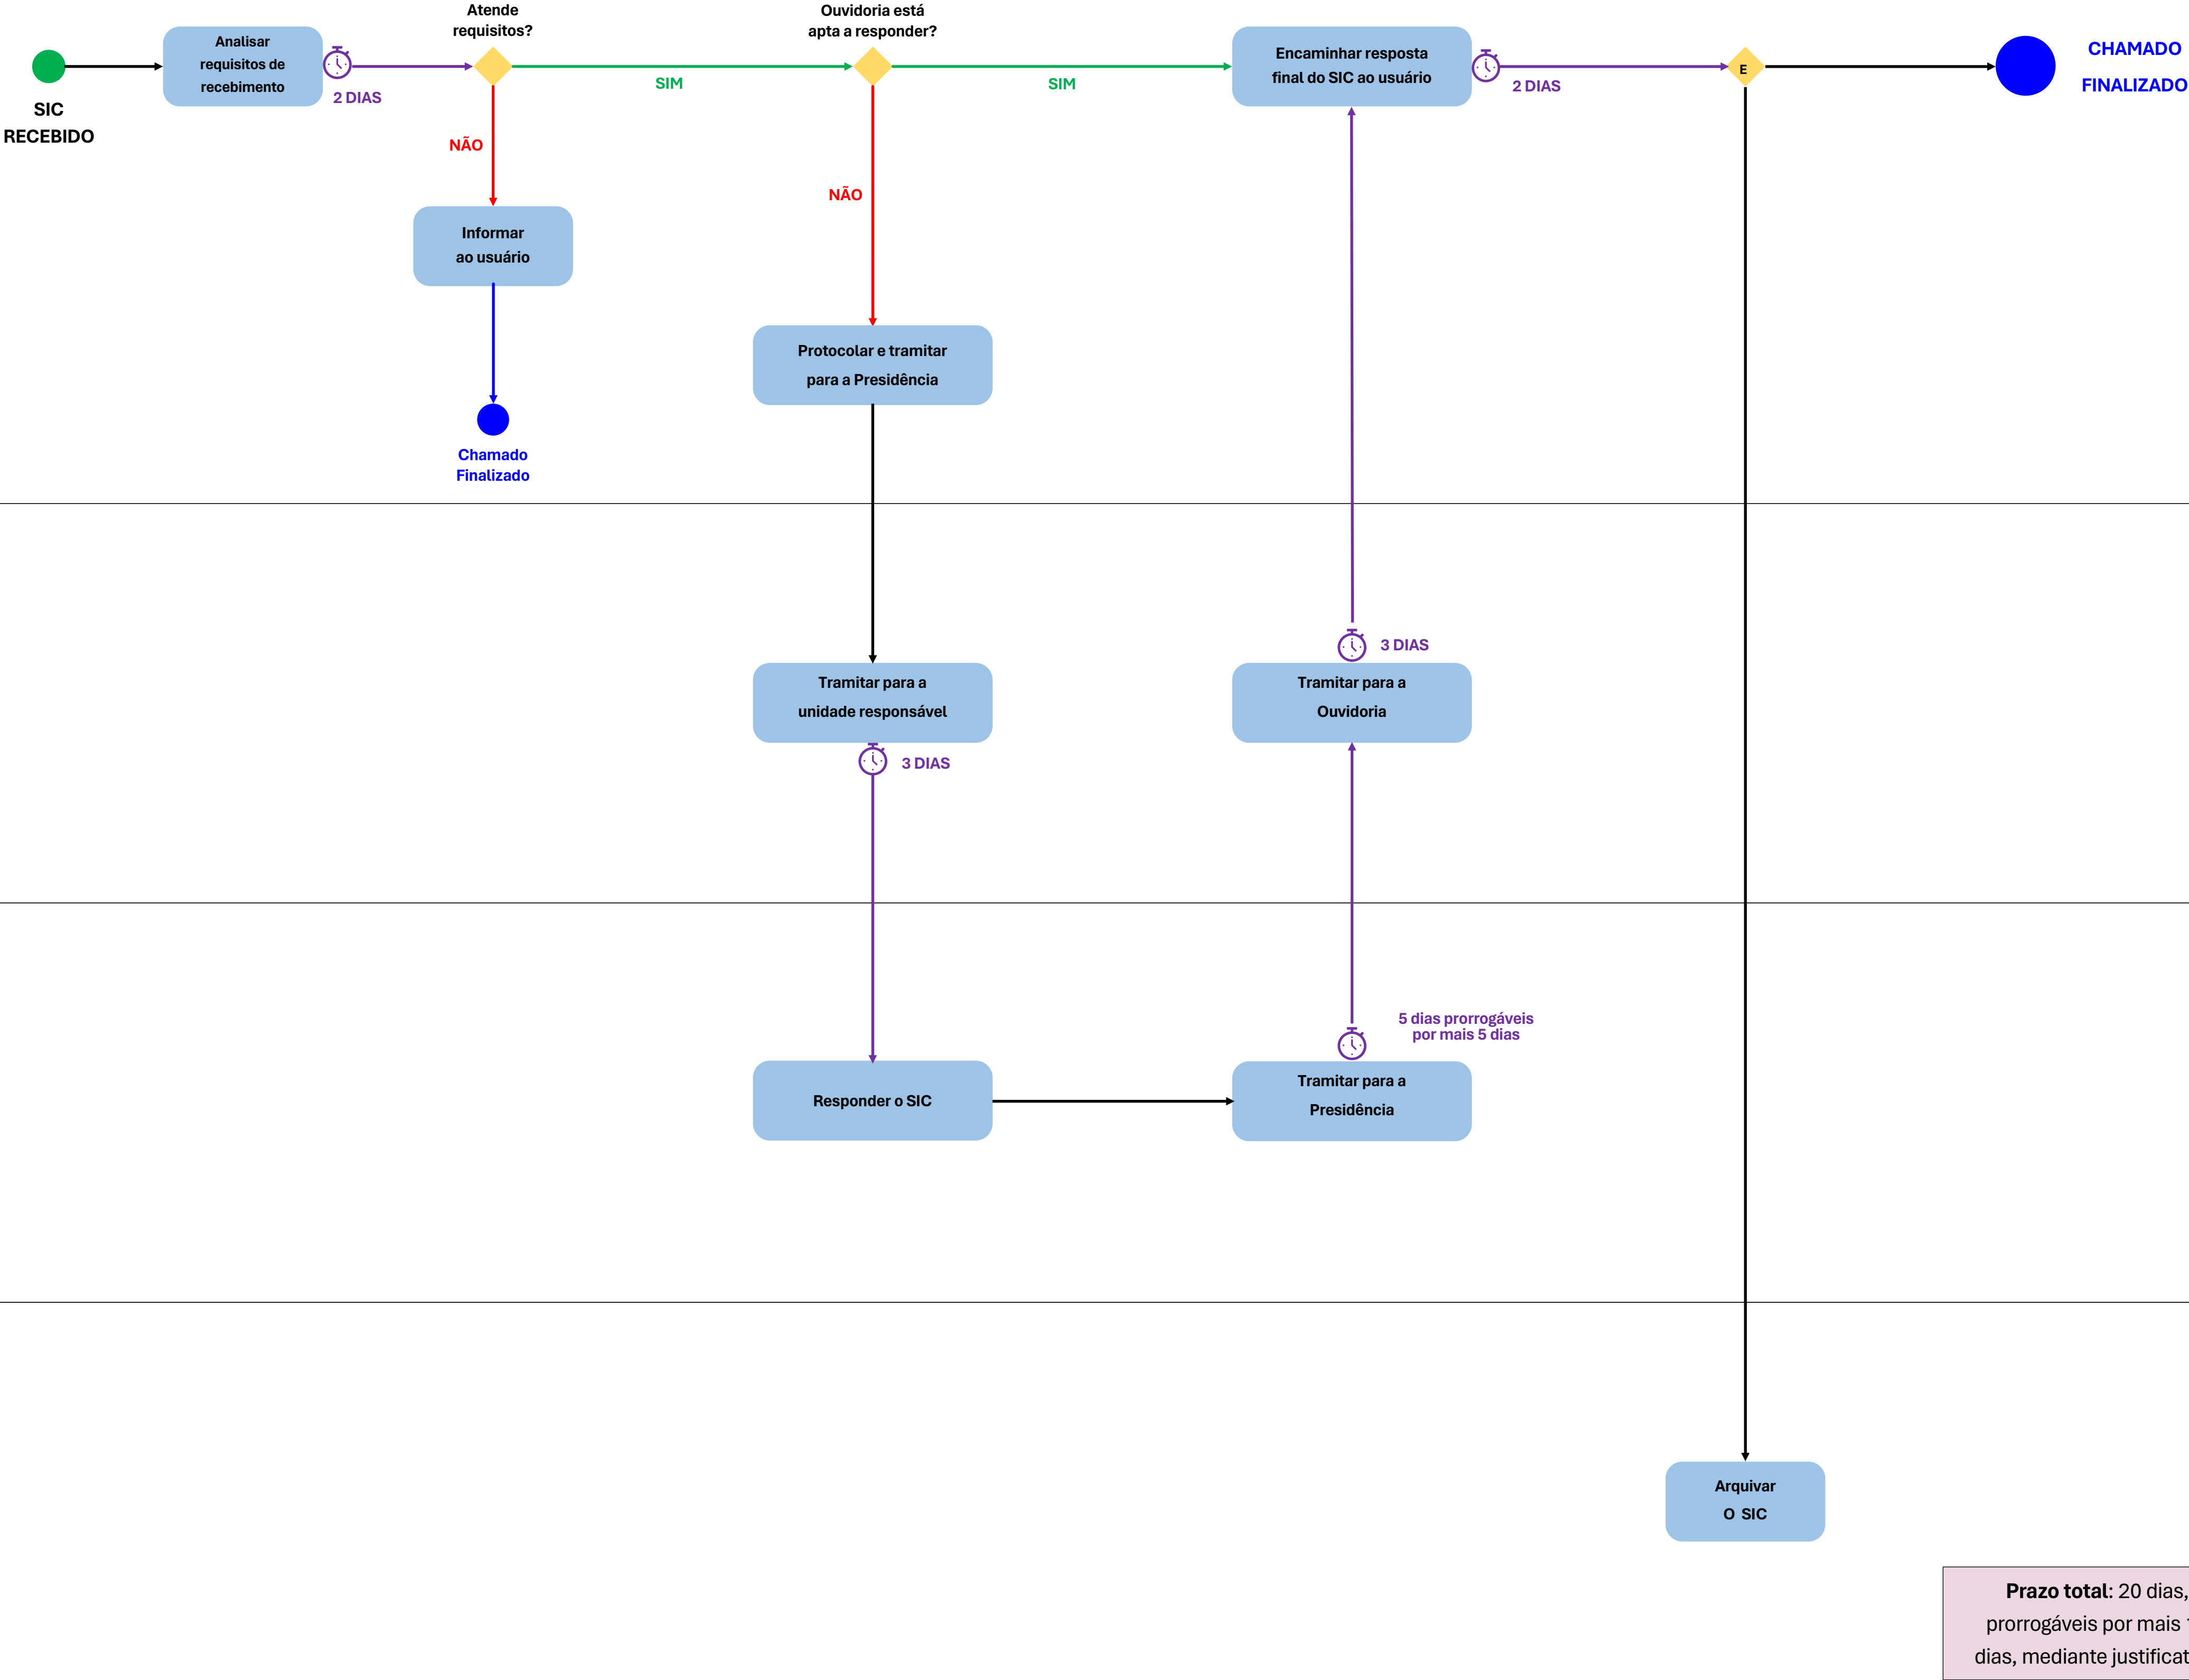 Atende
requisitos?
Ouvidoria está
apta a responder?
SIC
RECEBIDO
Analisar
requisitos de
recebimento
2 DIAS
SIM
SIM
Encaminhar resposta
final do SIC ao usuário
2 DIAS
E
CHAMADO
FINALIZADO
NÃO
NÃO
Informar
ao usuário
Protocolar e tramitar
para a Presidência
Chamado
Finalizado
3 DIAS
Tramitar para a
unidade responsável
Tramitar para a
Ouvidoria
3 DIAS
5 dias prorrogáveis
por mais 5 dias
Responder o SIC
Tramitar para a
Presidência
Arquivar
O SIC
Prazo total: 20 dias,
prorrogáveis por mais
dias, mediante